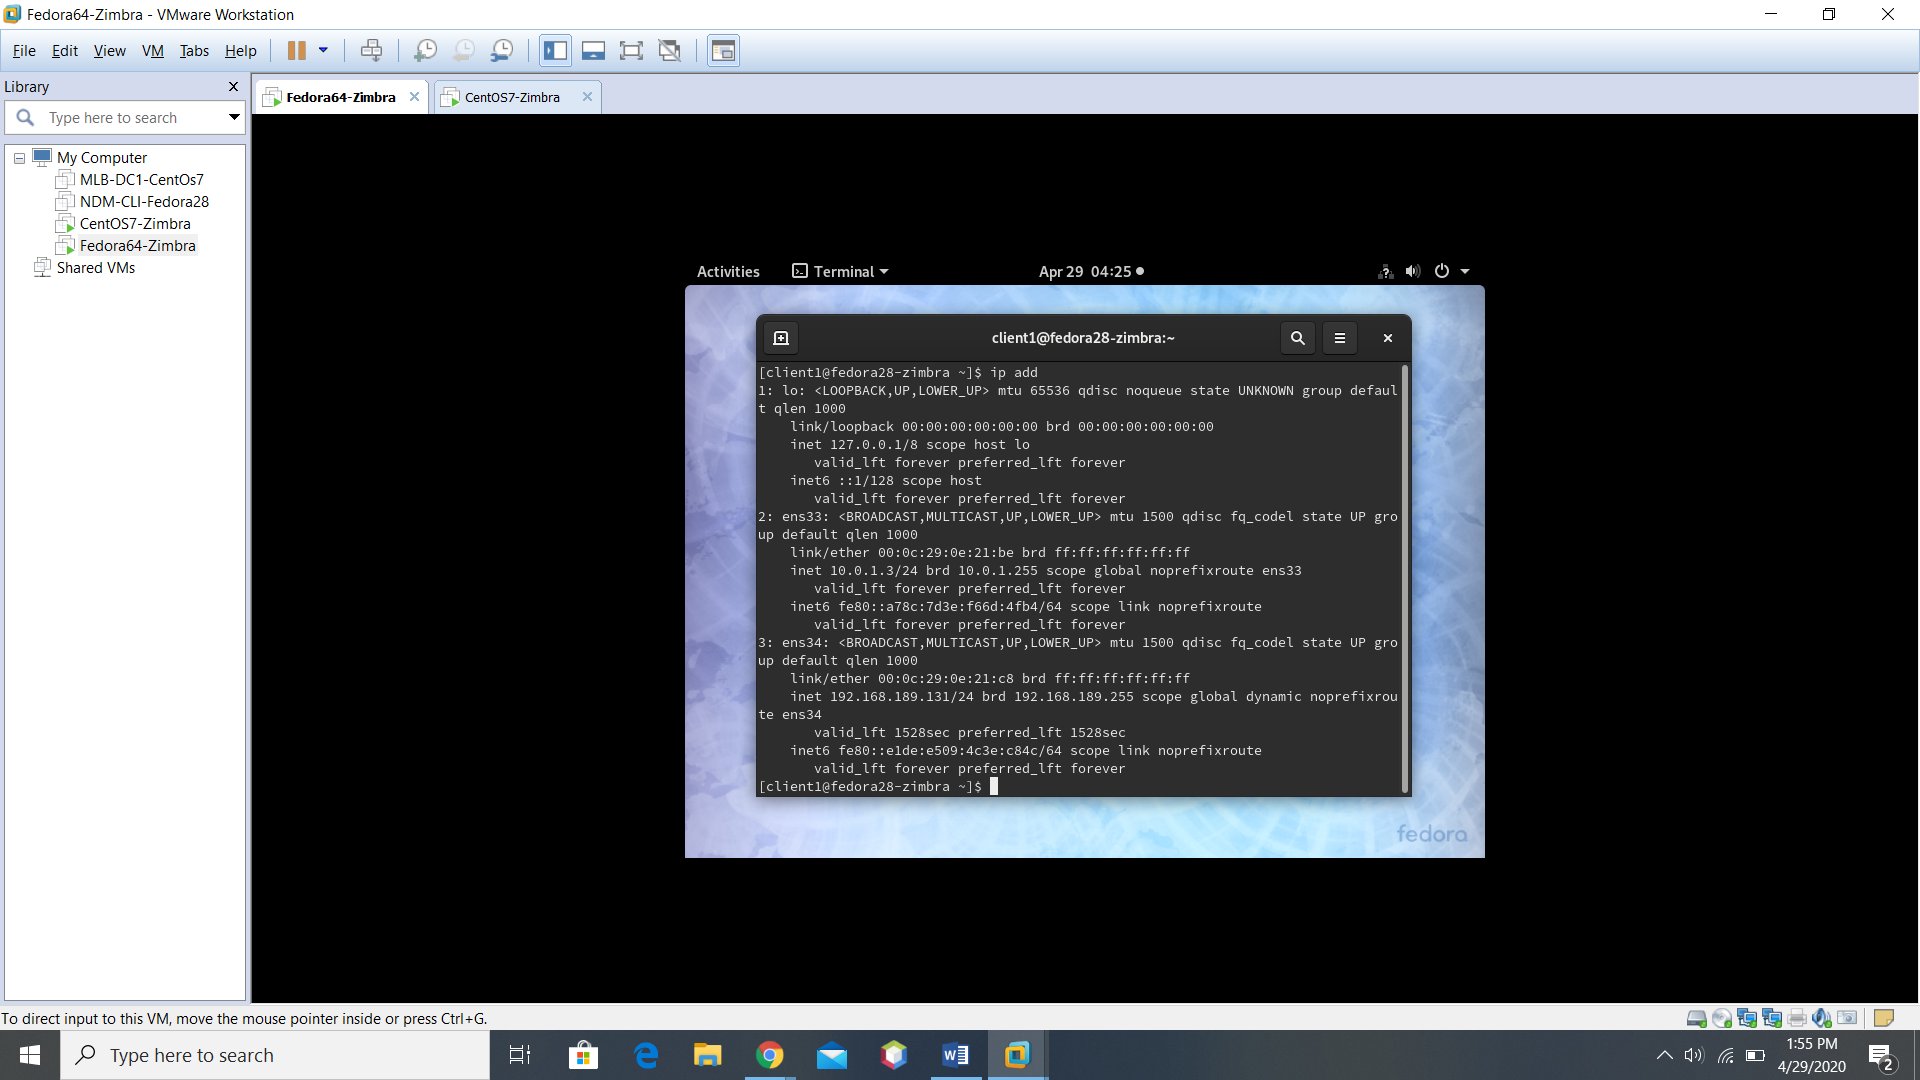 Fedora64-Zimbra - VMware Workstation
File Edit View VM Tabs Help
Library
Type here to search
My Computer
MLB-DC1-CentOs7
NDM-CLI-Fedora28
CentOS7-Zimbra
Fedora64-Zimbra
Shared VMs
Fedora64-Zimbra
CentOS7-Zimbra
Activities Terminal Apr 29 04:25
client1@fedora28-zimbra:~
[client1@fedora28-zimbra ~]$ ip add
1: lo: <LOOPBACK,UP,LOWER_UP> mtu 65536 qdisc noqueue state UNKNOWN group defaul
t qlen 1000
link/loopback 00:00:00:00:00:00 brd 00:00:00:00:00:00
inet 127.0.0.1/8 scope host lo
valid_lft forever preferred_lft forever
inet6 ::1/128 scope host
valid_lft forever preferred_lft forever
2: ens33: <BROADCAST,MULTICAST,UP,LOWER_UP> mtu 1500 qdisc fq_codel state UP gro
up default qlen 1000
link/ether 00:0c:29:0e:21:be brd ff:ff:ff:ff:ff:ff
inet 10.0.1.3/24 brd 10.0.1.255 scope global noprefixroute ens33
valid_lft forever preferred_lft forever
inet6 fe80::a78c:7d3e:f66d:4fb4/64 scope link noprefixroute
valid_lft forever preferred_lft forever
3: ens34: <BROADCAST,MULTICAST,UP,LOWER_UP> mtu 1500 qdisc fq_codel state UP gro
up default qlen 1000
link/ether 00:0c:29:0e:21:c8 brd ff:ff:ff:ff:ff:ff
inet 192.168.189.131/24 brd 192.168.189.255 scope global dynamic noprefixrou
te ens34
valid_lft 1528sec preferred_lft 1528sec
inet6 fe80::e1de:e509:4c3e:c84c/64 scope link noprefixroute
valid_lft forever preferred_lft forever
[client1@fedora28-zimbra ~]$
fedora
To direct input to this VM, move the mouse pointer inside or press Ctrl+G.
Type here to search
1:55 PM
4/29/2020
2